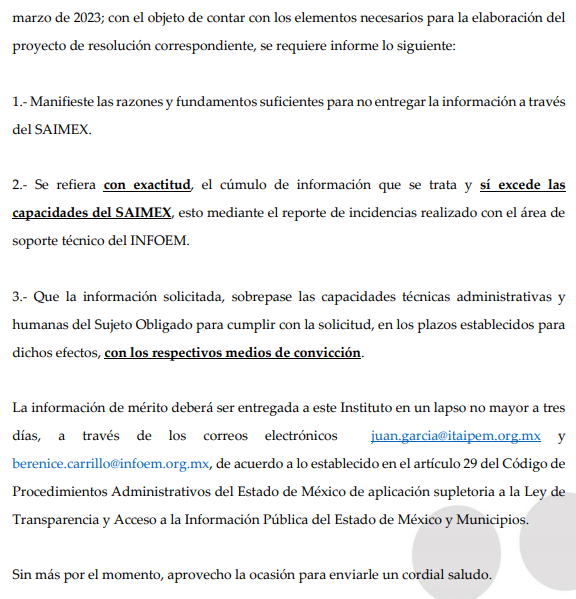 marzo de 2023; con el objeto de contar con los elementos necesarios para la elaboración del
proyecto de resolución correspondiente, se requiere informe lo siguiente:
1.- Manifieste las razones y fundamentos suficientes para no entregar la información a través
del SAIMEX.
2.- Se refiera con exactitud, el cúmulo de información que se trata y sí excede las
capacidades del SAIMEX, esto mediante el reporte de incidencias realizado con el área de
soporte técnico del INFOEM.
3.- Que la información solicitada, sobrepase las capacidades técnicas administrativas y
humanas del Sujeto Obligado para cumplir con la solicitud, en los plazos establecidos para
dichos efectos, con los respectivos medios de convicción.
La información de mérito deberá ser entregada a este Instituto en un lapso no mayor a tres
días, a través de los correos electrónicos juan.garcia@itaipem.org.mx y
berenice.carrillo@infoem.org.mx, de acuerdo a lo establecido en el artículo 29 del Código de
Procedimientos Administrativos del Estado de México de aplicación supletoria a la Ley de
Transparencia y Acceso a la Información Pública del Estado de México y Municipios.
Sin más por el momento, aprovecho la ocasión para enviarle un cordial saludo.